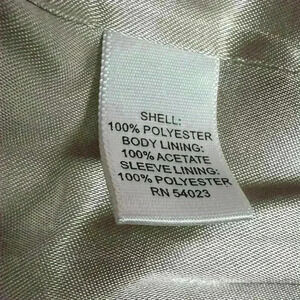 SHELL:
100% POLYESTER
BODY LINING:
100% ACETATE
SLEEVE LINING:
100% POLYESTER
RN 54023